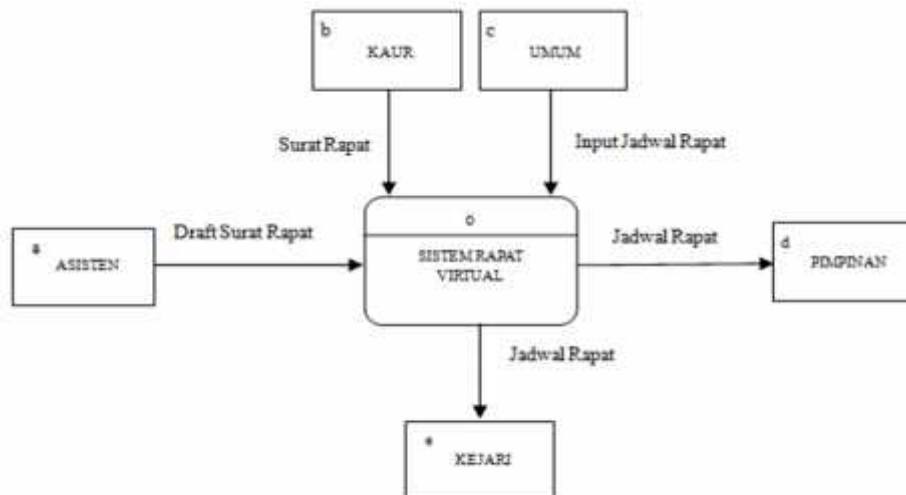 b
KAUR
c
UMUM
Surat Rapat
Input Jadwal Rapat
a
ASISTEN
Draft Surat Rapat
0
SISTEM RAPAT
VIRTUAL
Jadwal Rapat
d
PIMPINAN
Jadwal Rapat
e
KEJARI